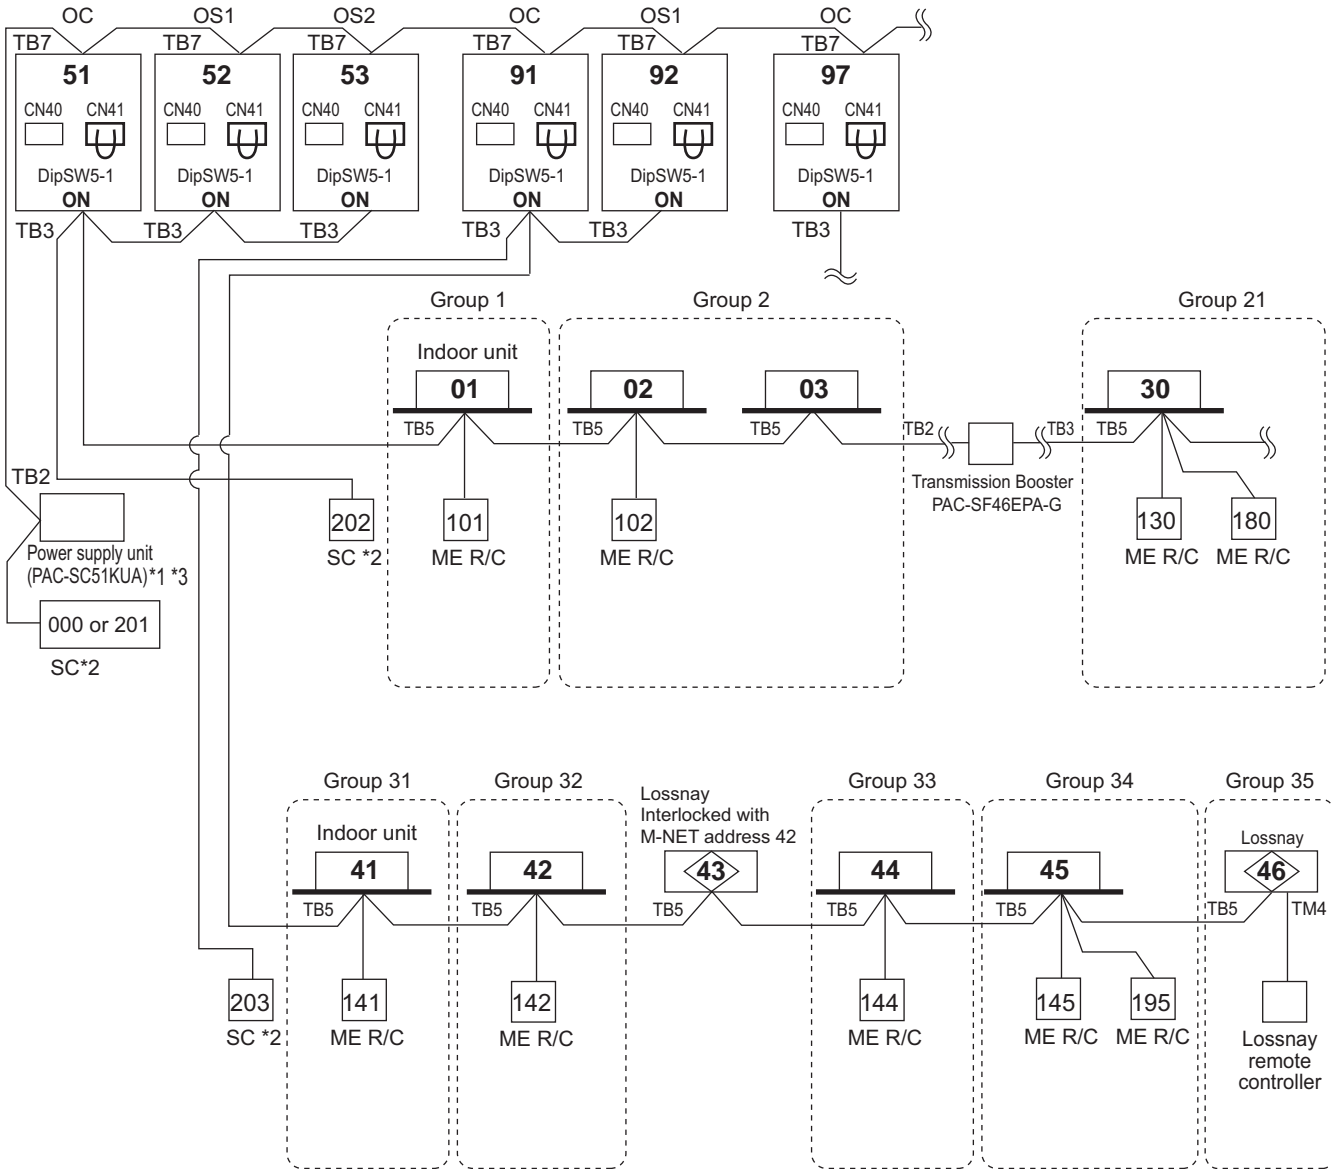 OC OS1 OS2 OC OS1 OC
TB7 TB7 TB7 TB7 TB7 TB7
51 52 53 91 92 97
CN40 CN41 CN40 CN41 CN40 CN41 CN40 CN41 CN40 CN41 CN40 CN41
DipSW5-1 DipSW5-1 DipSW5-1 DipSW5-1 DipSW5-1 DipSW5-1
ON ON ON ON ON ON
TB3 TB3 TB3 TB3 TB3 TB3
Group 1 Group 2 Group 21
Indoor unit
01 02 03 30
TB5 TB5 TB5 TB2 TB3 TB5
Transmission Booster
PAC-SF46EPA-G
TB2
Power supply unit
(PAC-SC51KUA)*1 *3
202 101 102 130 180
SC *2 ME R/C ME R/C ME R/C ME R/C
000 or 201
SC*2
Group 31 Group 32 Group 33 Group 34 Group 35
Lossnay
Interlocked with
M-NET address 42
Indoor unit
Lossnay
41 42 43 44 45 46
TB5 TB5 TB5 TB5 TB5 TB5 TM4
203 141 142 144 145 195
SC *2 ME R/C ME R/C ME R/C ME R/C ME R/C
Lossnay
remote
controller